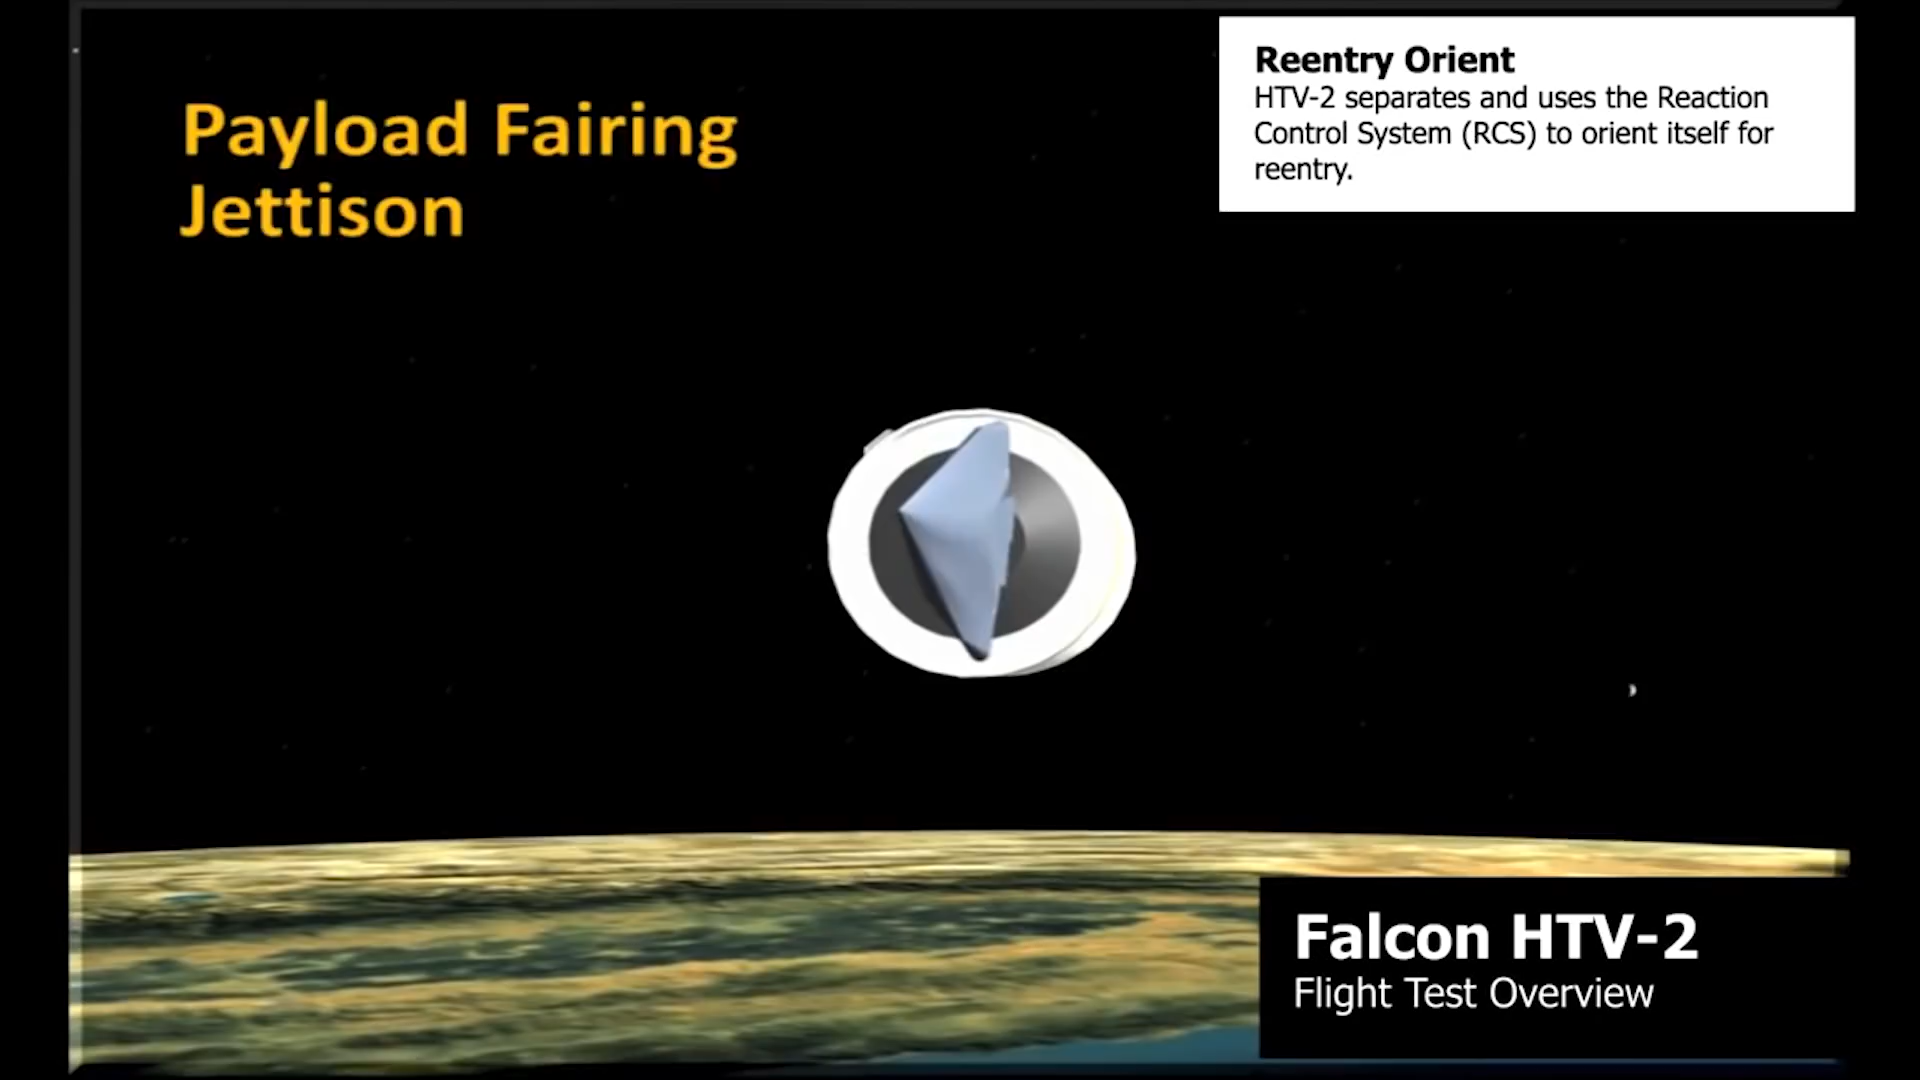 Payload Fairing
Jettison
Reentry Orient
HTV-2 separates and uses the Reaction
Control System (RCS) to orient itself for
reentry.
Falcon HTV-2
Flight Test Overview